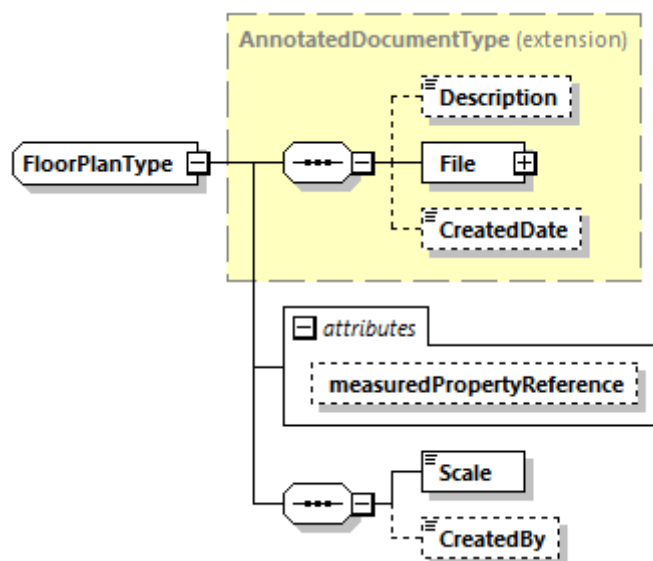 AnnotatedDocumentType (extension)
Description
FloorPlanType
File
CreatedDate
attributes
measuredPropertyReference
Scale
CreatedBy